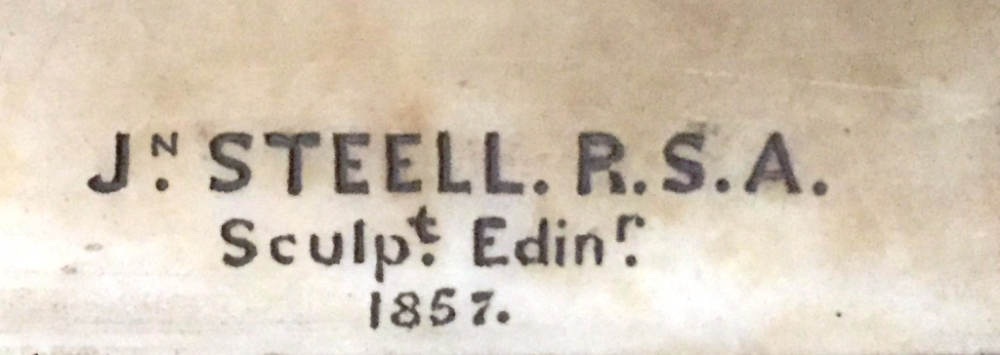 Jᴺ. STEELL. R.S.A.
Sculpᵗ. Edinʳ.
1857.